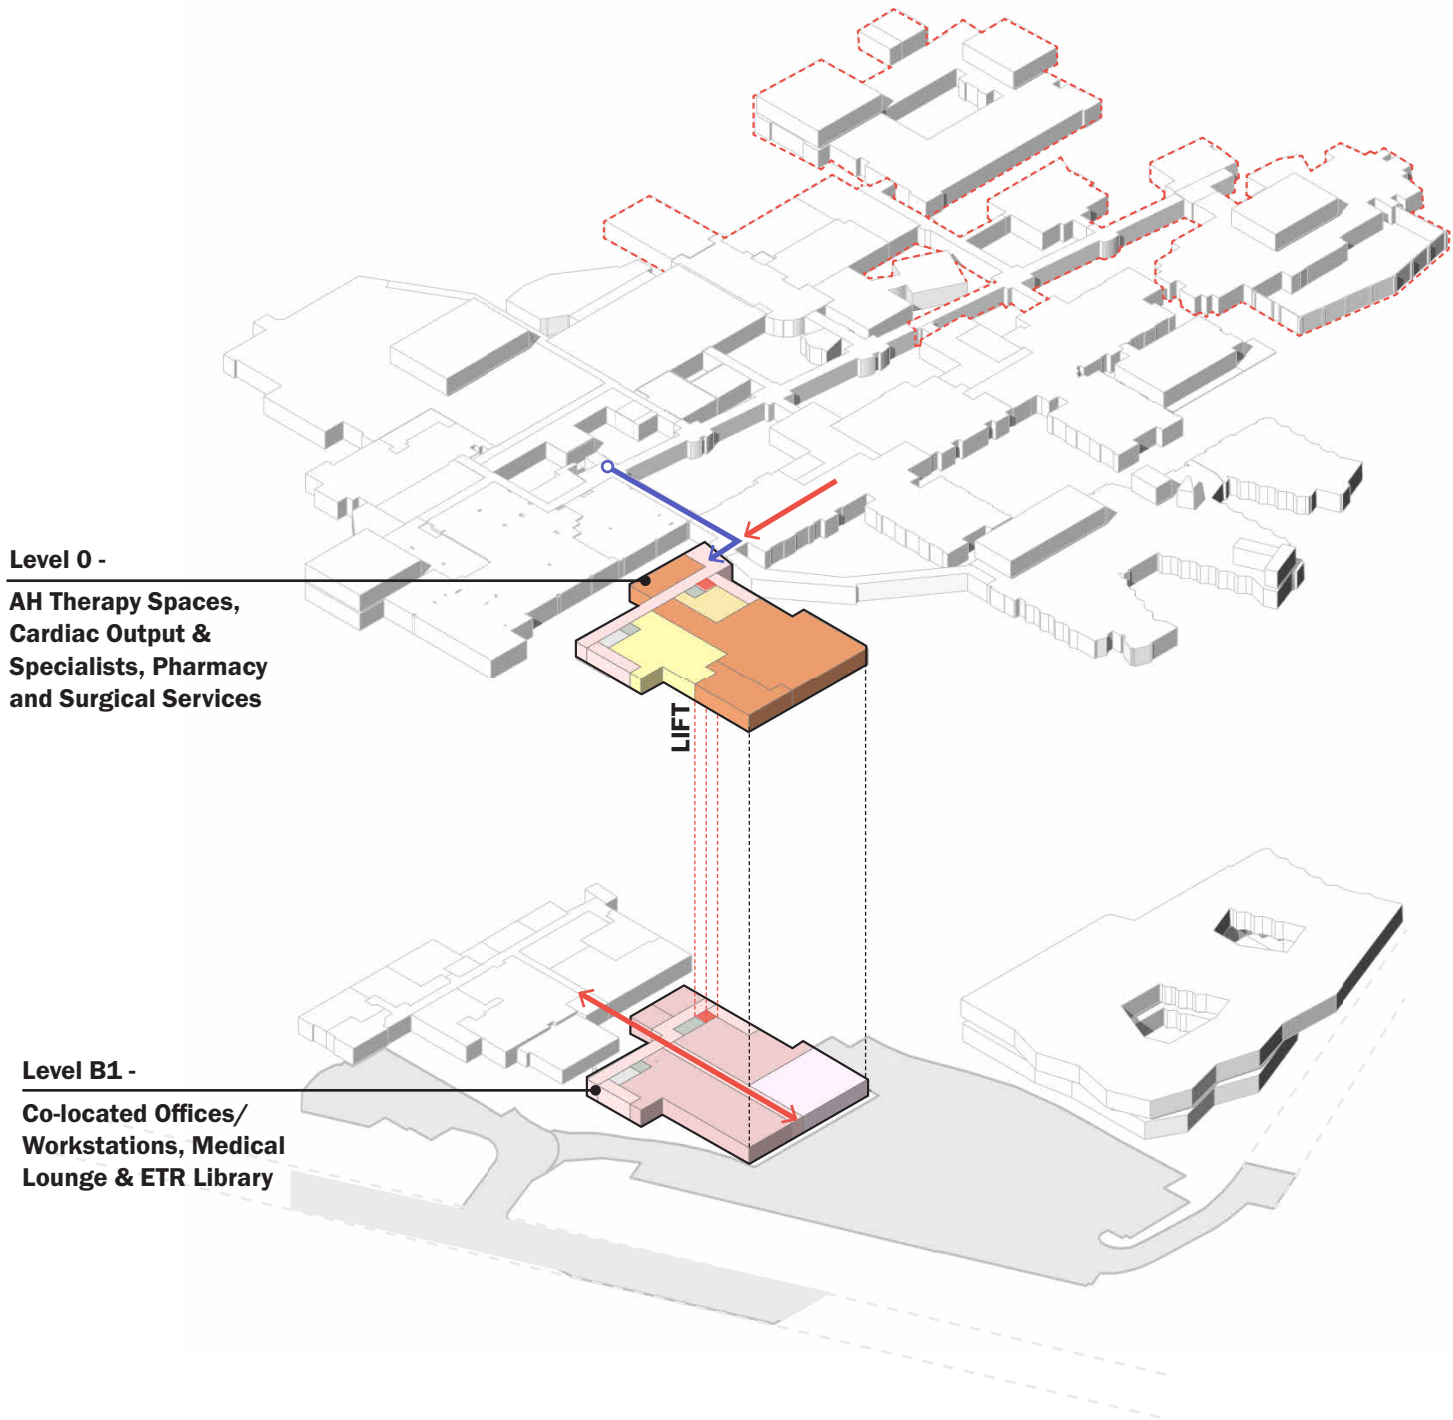 Level 0 -
AH Therapy Spaces,
Cardiac Output &
Specialists, Pharmacy
and Surgical Services
LIFT
Level B1 -
Co-located Offices/
Workstations, Medical
Lounge & ETR Library